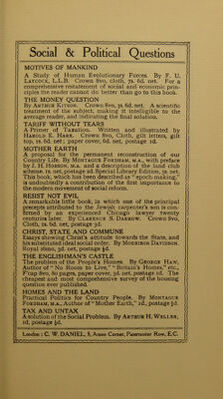 Social & Political Questions
MOTIVES OF MANKIND
A Study of Human Evolutionary Forces. By F. U.
LAYCOCK, LL.B. Crown 8vo, cloth, 7s. 6d. net. For a
comprehensive restatement of social and economic prin-
ciples the reader cannot do better than go to this book.
THE MONEY QUESTION
By ARTHUR KITSON. Crown 8vo, 7s. 6d. net. A scientific
treatment of the subject, making it intelligible to the
average reader, and indicating the final solution.
TARIFF WITHOUT TEARS
A Primer of Taxation. Written and illustrated by
HAROLD E. HARE. Crown 8vo, Cloth, gilt letters, gilt
top, 1s. 6d. net; paper cover, 6d. net, postage 1d.
MOTHER EARTH
A proposal for the permanent reconstruction of our
Country Life. By MONTAGUE FORDHAM, M.A., with preface
by J. H. HOBSON, M.A. and a description of the land club
scheme. 1s. net, postage 2d. Special Library Edition, 5s. net.
This book, which has been described as "epoch making,"
is undoubtedly a contribution of the first importance to
the modern movement of social reform.
RESIST NOT EVIL
A remarkable little book, in which one of the principal
precepts attributed to the Jewish carpenter's son is con-
firmed by an experienced Chicago lawyer twenty
centuries later. By CLARENCE S. DARROW. Crown 8vo,
Cloth, 1s. 6d. net, postage 3d.
CHRIST, STATE AND COMMUNE
Essays showing Christ's attitude towards the State, and
his substituted ideal social order. By MORRISON DAVIDSON.
Royal 16mo, 3d. net, postage ½d.
THE ENGLISHMAN'S CASTLE
The problem of the People's Homes. By GEORGE HAW,
Author of "No Room to Live," "Britain's Homes," etc.,
F'cap 8vo, 80 pages, paper cover, 3d. net, postage 1d. The
cheapest and most comprehensive survey of the housing
question ever published.
HOMES AND THE LAND
Practical Politics for Country People. By MONTAGUE
FORDHAM, M.A., Author of "Mother Earth," 1d., postage ½d.
TAX AND UNTAX
A solution of the Social Problem. By ARTHUR H. WELLER,
1d, postage ½d.
London: C. W. DANIEL, 3, Amen Corner, Paternoster Row, E.C.